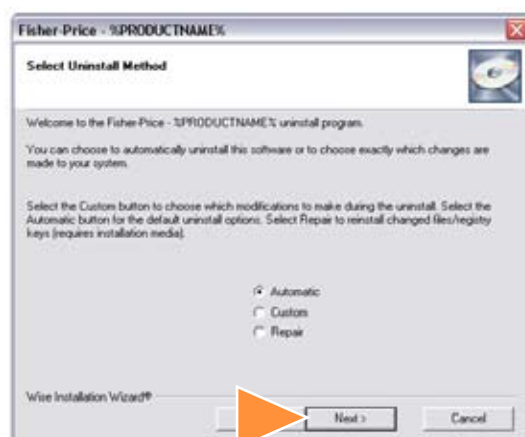 Fisher-Price - %PRODUCTNAME%
Select Uninstall Method
Welcome to the Fisher-Price - %PRODUCTNAME% uninstall program.
You can choose to automatically uninstall this software or to choose exactly which changes are
made to your system.
Select the Custom button to choose which modifications to make during the uninstall. Select the
Automatic button for the default uninstall options. Select Repair to reinstall changed files/registry
keys (requires installation media).
Automatic
Custom
Repair
Wise Installation Wizard®
Next >
Cancel